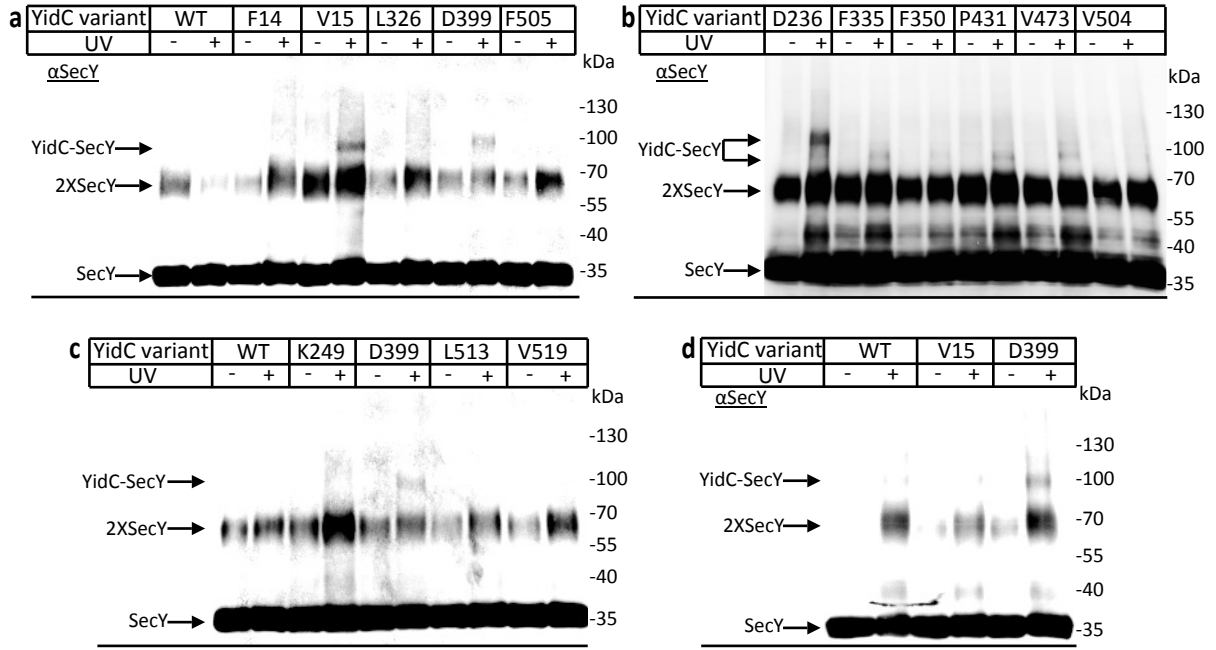 a YidC variant WT F14 V15 L326 D399 F505
UV - + - + - + - + - + - +
αSecY kDa
-130
YidC-SecY -100
2XSecY -70
-55
-40
SecY -35
b YidC variant D236 F335 F350 P431 V473 V504
UV - + - + - + - + - + - +
αSecY kDa
-130
YidC-SecY -100
2XSecY -70
-55
-40
SecY -35
c YidC variant WT K249 D399 L513 V519
UV - + - + - + - + - +
kDa
-130
YidC-SecY -100
2XSecY -70
-55
-40
SecY -35
d YidC variant WT V15 D399
UV - + - + - +
αSecY kDa
-130
YidC-SecY -100
2XSecY -70
-55
-40
SecY -35